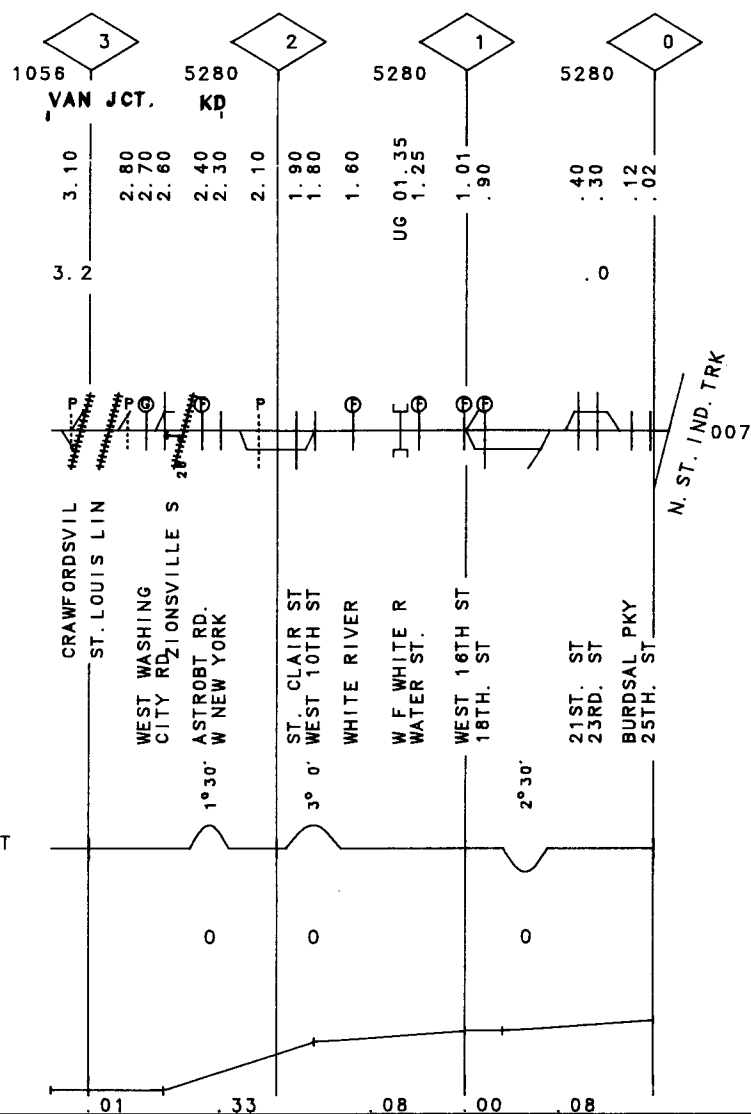 3 2 1 0
1056 5280 5280 5280
VAN JCT. KD
3.10
2.80
2.70
2.60
2.40
2.30
2.10
1.90
1.80
1.60
UG 01.35
1.25
1.01
.90
.40
.30
.12
.02
3.2 .0
P P G F P F F F F
20
N. ST. IND. TRK
007
CRAWFORDSVIL
ST. LOUIS LIN
WEST WASHING
CITY RD
ZIONSVILLE S
ASTROBT RD.
W NEW YORK
ST. CLAIR ST
WEST 10TH ST
WHITE RIVER
W F WHITE R
WATER ST.
WEST 16TH ST
18TH. ST
21ST. ST
23RD. ST
BURDSAL PKY
25TH. ST
1°30'
3° 0'
2°30'
T
0 0 0
.01 .33 .08 .00 .08